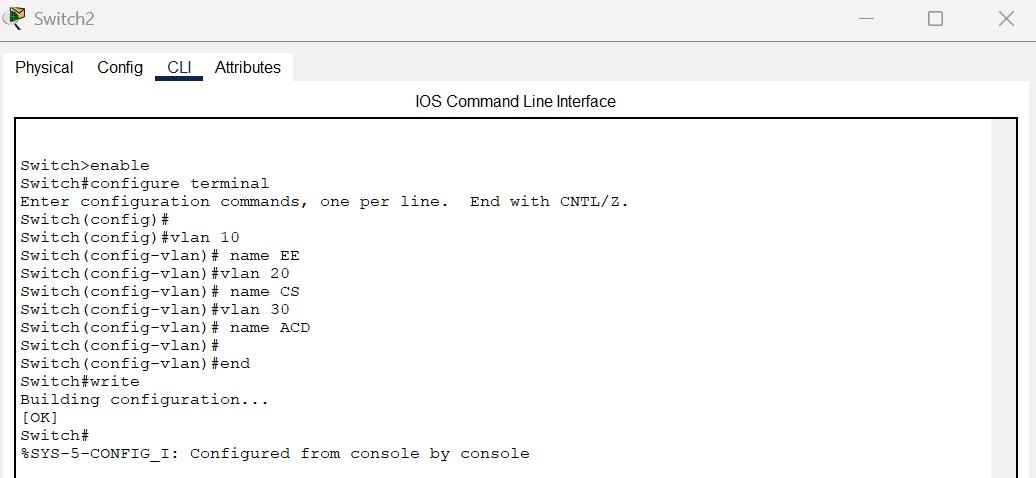 Switch2
Physical Config CLI Attributes
IOS Command Line Interface
Switch>enable
Switch#configure terminal
Enter configuration commands, one per line.  End with CNTL/Z.
Switch(config)#
Switch(config)#vlan 10
Switch(config-vlan)# name EE
Switch(config-vlan)#vlan 20
Switch(config-vlan)# name CS
Switch(config-vlan)#vlan 30
Switch(config-vlan)# name ACD
Switch(config-vlan)#
Switch(config-vlan)#end
Switch#write
Building configuration...
[OK]
Switch#
%SYS-5-CONFIG_I: Configured from console by console